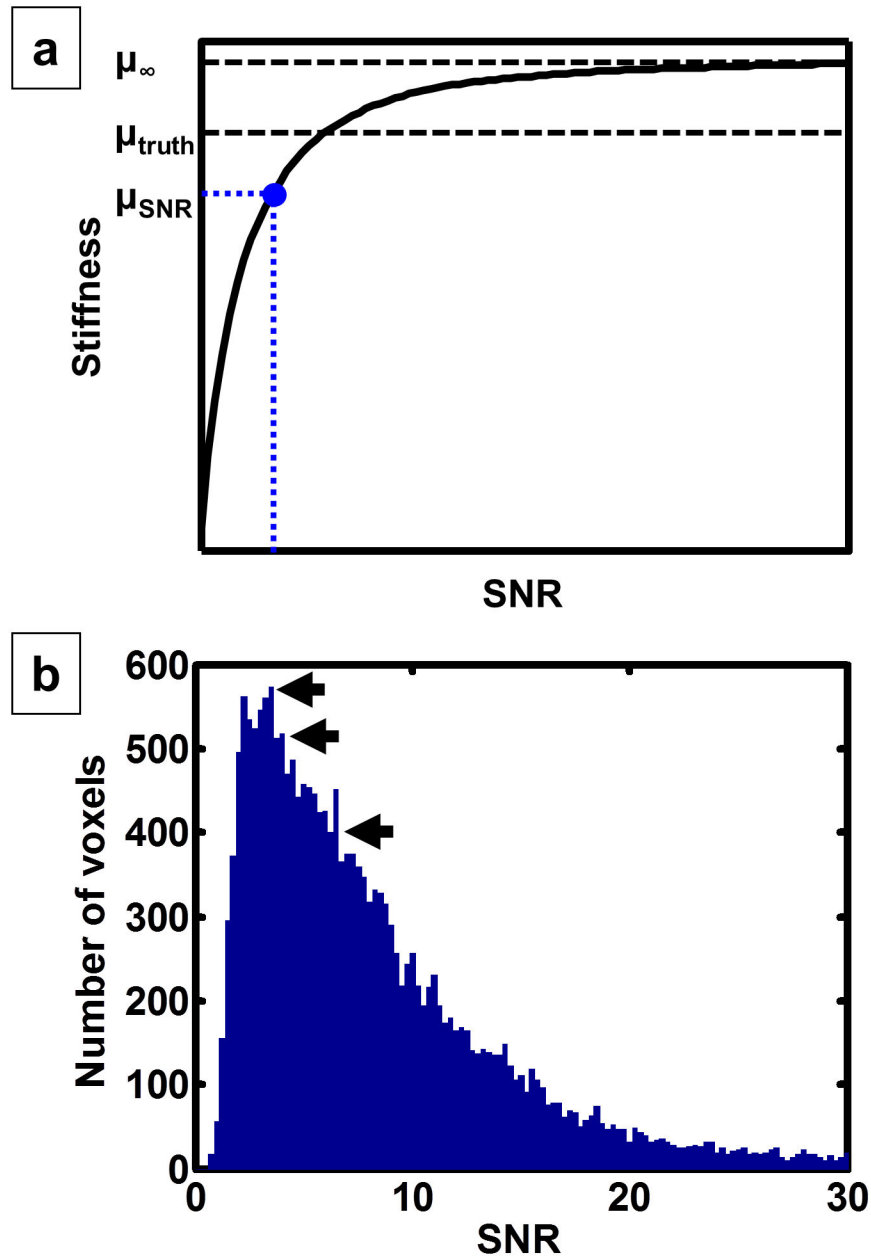 a
μ∞
μtruth
μSNR
Stiffness
SNR
b
600
500
400
300
200
100
0
Number of voxels
0 10 20 30
SNR